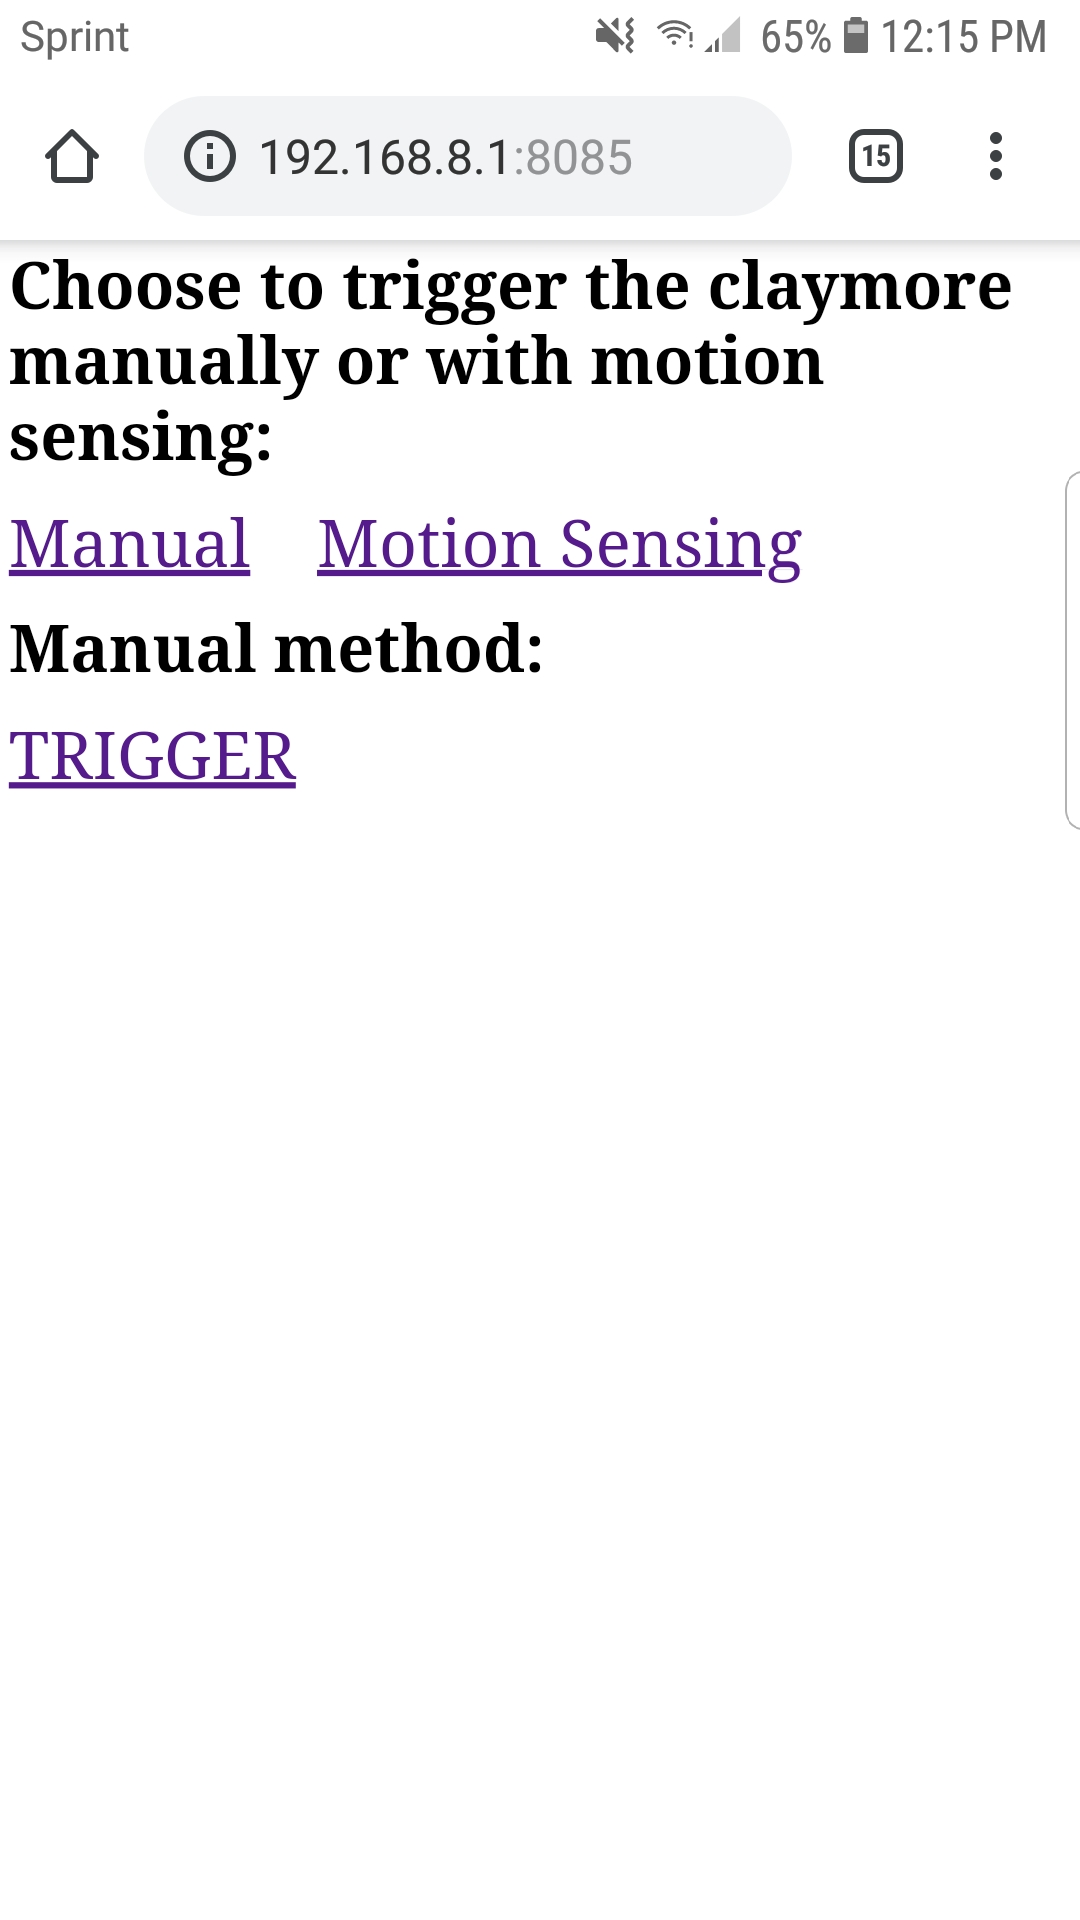 Sprint 65% 12:15 PM
192.168.8.1:8085 15
Choose to trigger the claymore
manually or with motion
sensing:
Manual Motion Sensing
Manual method:
TRIGGER